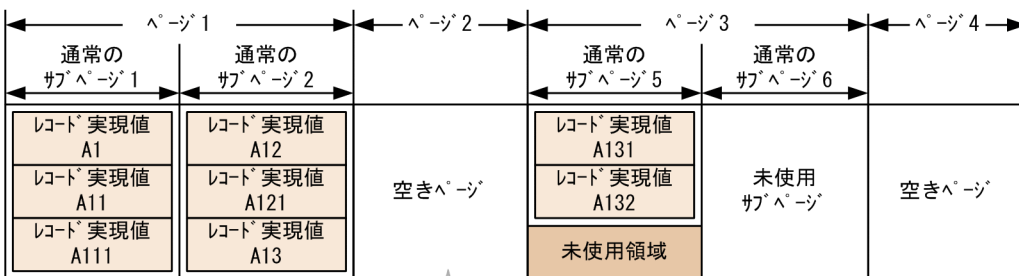 ページ1
ページ2
ページ3
ページ4
通常の
サブページ1
通常の
サブページ2
通常の
サブページ5
通常の
サブページ6
レコード実現値
A1
レコード実現値
A11
レコード実現値
A111
レコード実現値
A12
レコード実現値
A121
レコード実現値
A13
空きページ
レコード実現値
A131
レコード実現値
A132
未使用領域
未使用
サブページ
空きページ